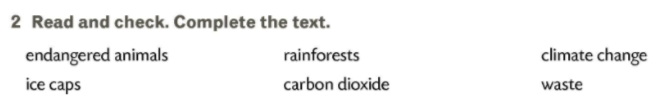 2 Read and check. Complete the text.
endangered animals rainforests climate change
ice caps carbon dioxide waste